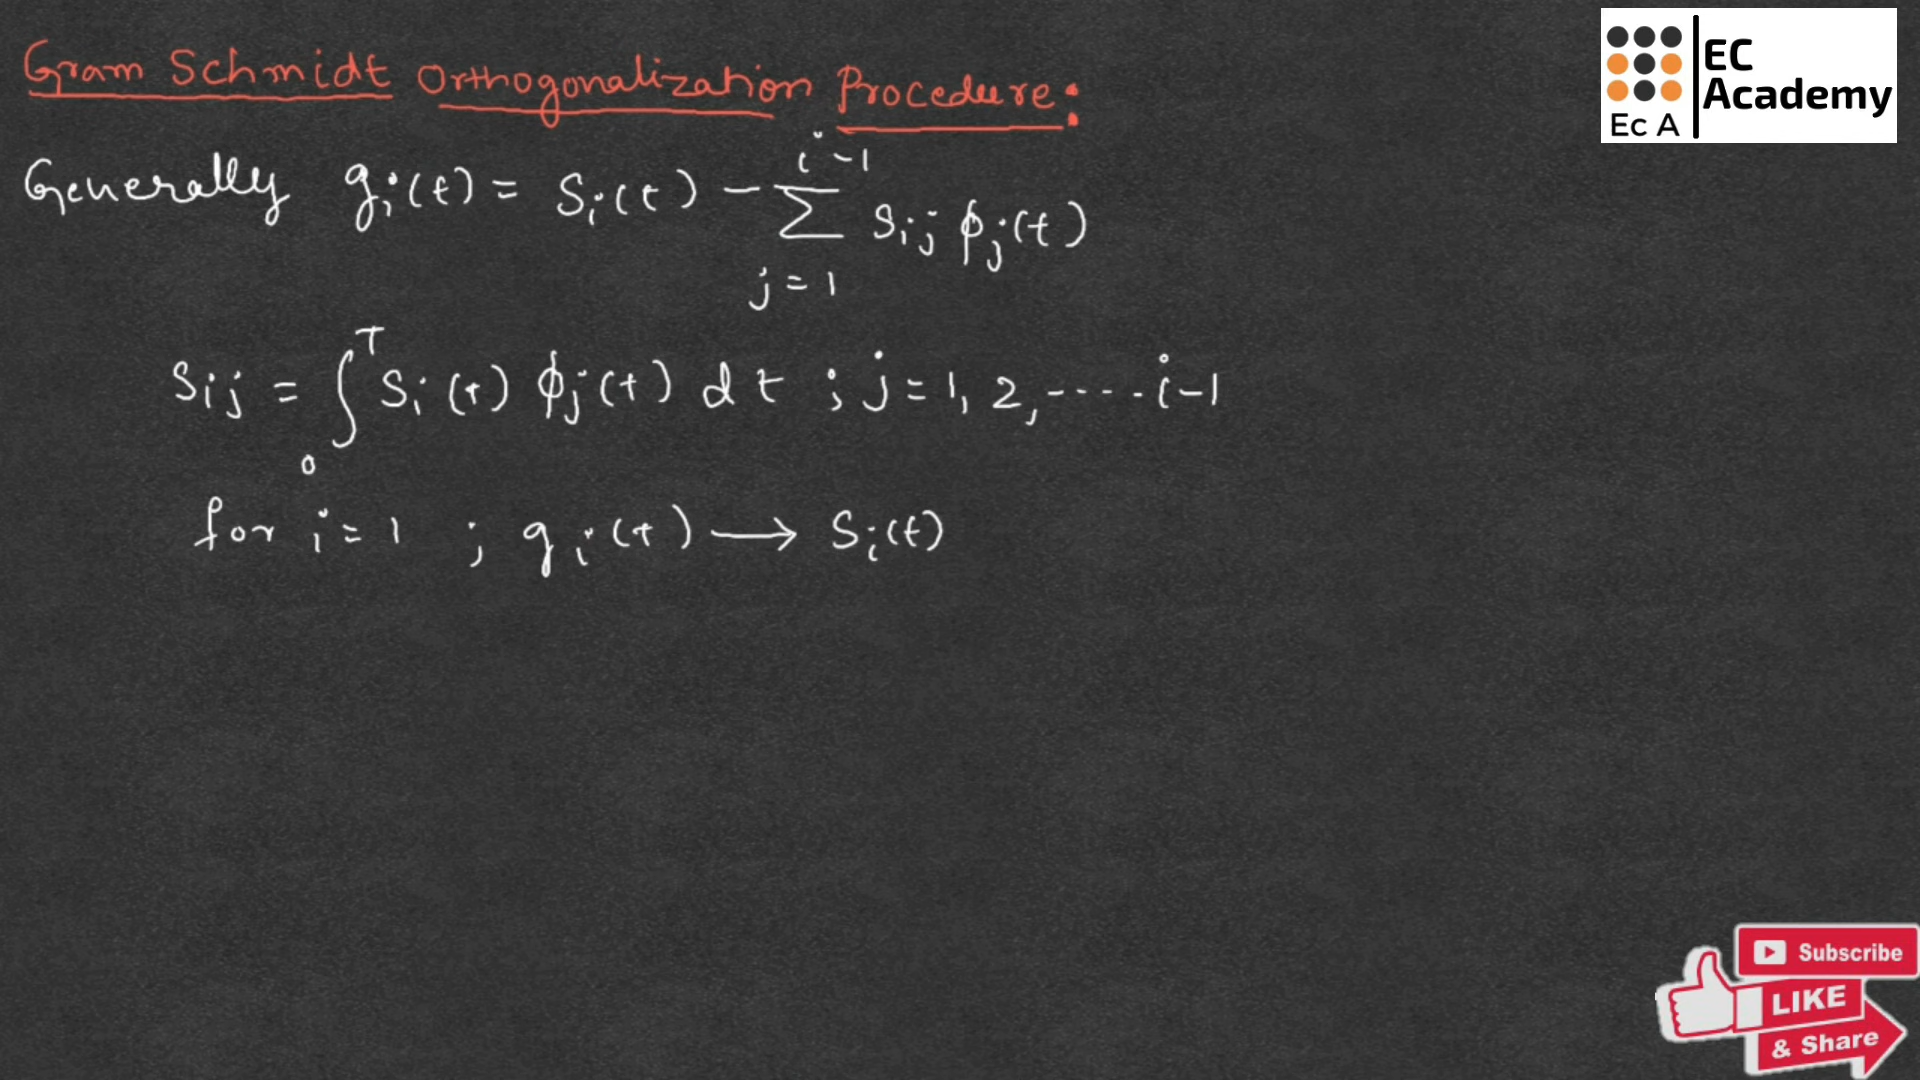 Gram Schmidt Orthogonalization Procedure:
EC
Academy
Ec A
Generally gᵢ(t) = Sᵢ(t) − ∑_{j=1}^{i−1} Sᵢⱼ ϕⱼ(t)
Sᵢⱼ = ∫₀ᵀ Sᵢ(t) ϕⱼ(t) dt ; j = 1, 2, ----- i−1
for i = 1 ; gᵢ(t) ⟶ Sᵢ(t)
Subscribe
LIKE
& Share